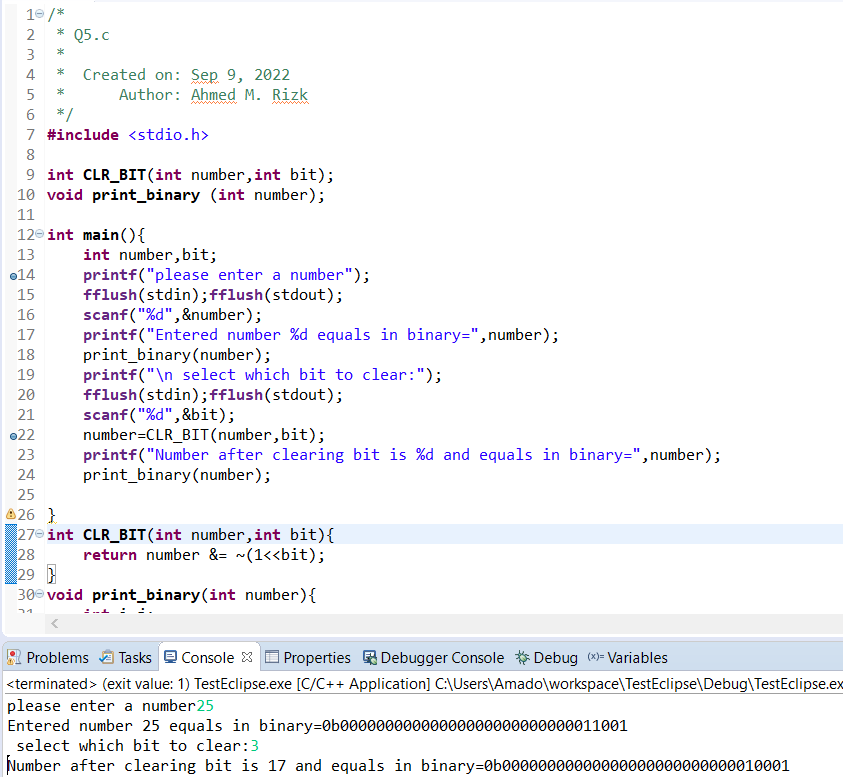 1 /*
2  * Q5.c
3  *
4  *  Created on: Sep 9, 2022
5  *      Author: Ahmed M. Rizk
6  */
7 #include <stdio.h>
8
9 int CLR_BIT(int number,int bit);
10 void print_binary (int number);
11
12 int main(){
13     int number,bit;
14     printf("please enter a number");
15     fflush(stdin);fflush(stdout);
16     scanf("%d",&number);
17     printf("Entered number %d equals in binary=",number);
18     print_binary(number);
19     printf("\n select which bit to clear:");
20     fflush(stdin);fflush(stdout);
21     scanf("%d",&bit);
22     number=CLR_BIT(number,bit);
23     printf("Number after clearing bit is %d and equals in binary=",number);
24     print_binary(number);
25
26 }
27 int CLR_BIT(int number,int bit){
28     return number &= ~(1<<bit);
29 }
30 void print_binary(int number){
Problems Tasks Console Properties Debugger Console Debug (x)= Variables
<terminated> (exit value: 1) TestEclipse.exe [C/C++ Application] C:\Users\Amado\workspace\TestEclipse\Debug\TestEclipse.exe
please enter a number25
Entered number 25 equals in binary=0b00000000000000000000000000011001
 select which bit to clear:3
Number after clearing bit is 17 and equals in binary=0b00000000000000000000000000010001